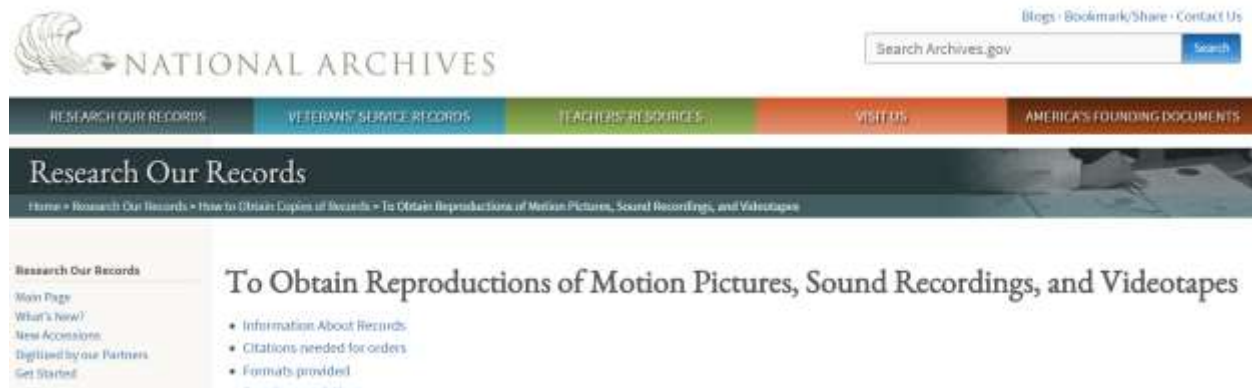 Blogs · Bookmark/Share · Contact Us
NATIONAL ARCHIVES
Search Archives.gov
Search
RESEARCH OUR RECORDS
VETERANS' SERVICE RECORDS
TEACHERS' RESOURCES
VISIT US
AMERICA'S FOUNDING DOCUMENTS
Research Our Records
Home > Research Our Records > How to Obtain Copies of Records > To Obtain Reproductions of Motion Pictures, Sound Recordings, and Videotapes
Research Our Records
Main Page
What's New?
New Accessions
Digitized by our Partners
Get Started
To Obtain Reproductions of Motion Pictures, Sound Recordings, and Videotapes
• Information About Records
• Citations needed for orders
• Formats provided